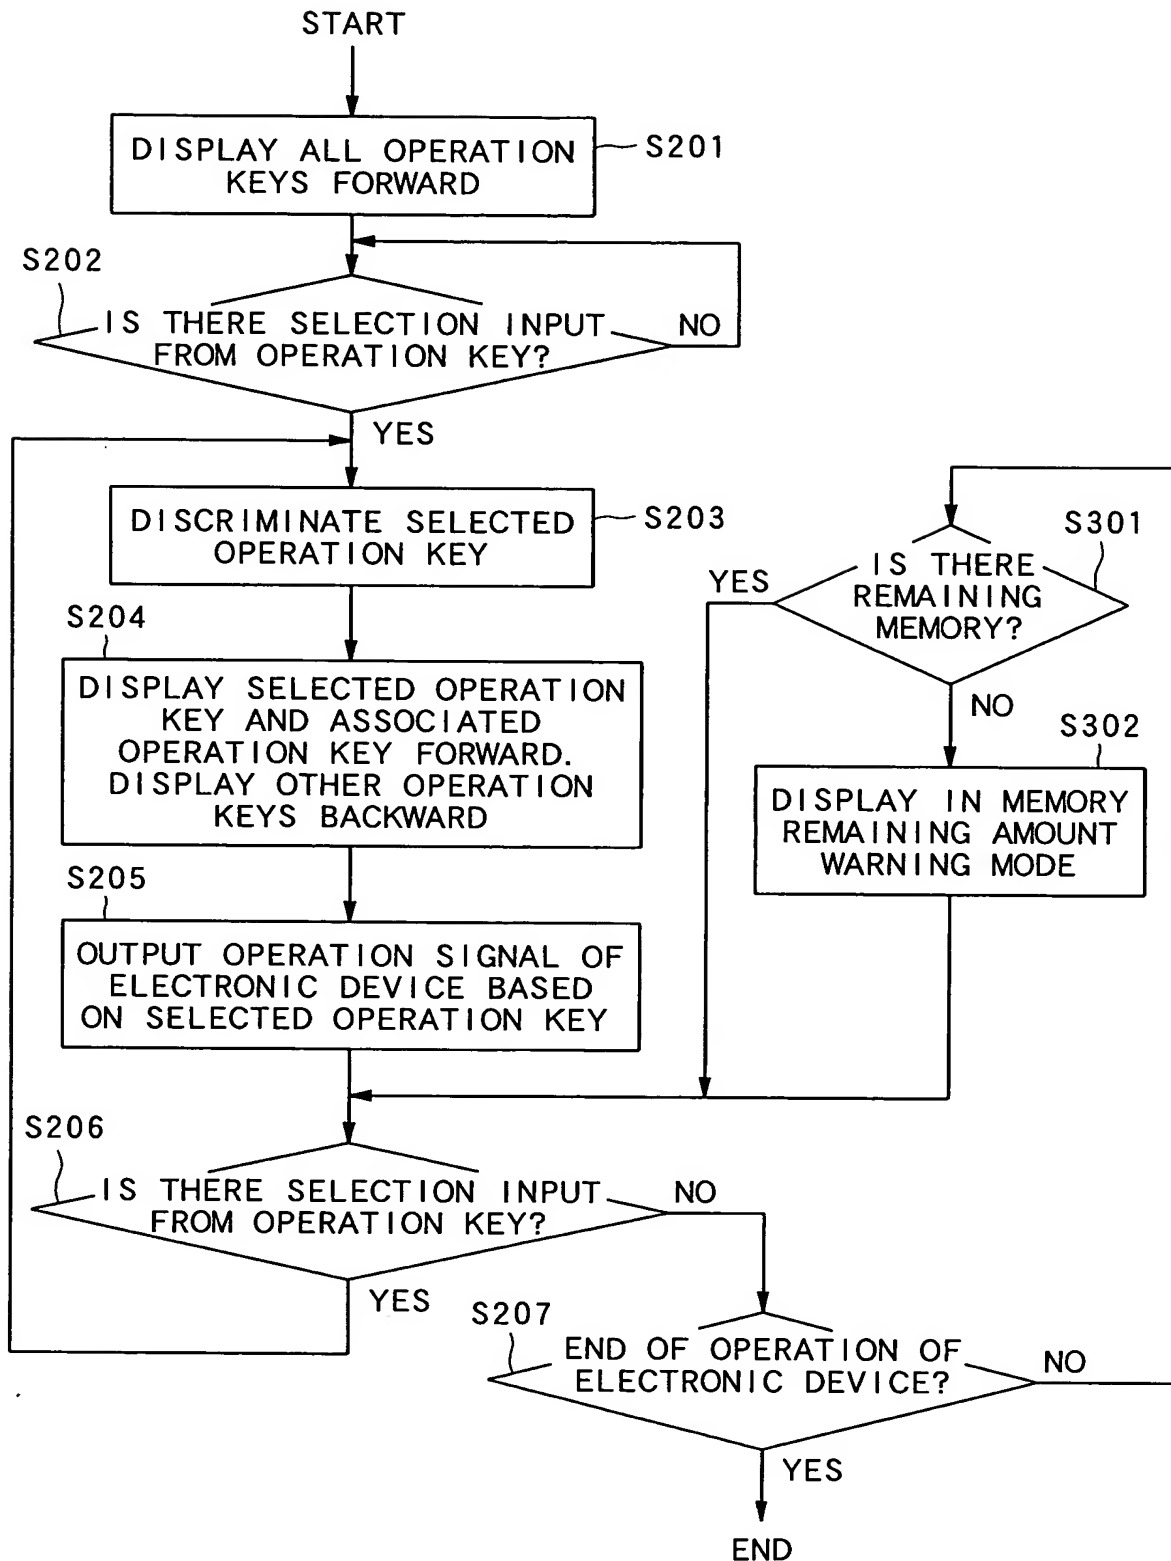 START
DISPLAY ALL OPERATION
KEYS FORWARD
S201
S202
IS THERE SELECTION INPUT
FROM OPERATION KEY?
NO
YES
DISCRIMINATE SELECTED
OPERATION KEY
S203
S204
DISPLAY SELECTED OPERATION
KEY AND ASSOCIATED
OPERATION KEY FORWARD.
DISPLAY OTHER OPERATION
KEYS BACKWARD
S205
OUTPUT OPERATION SIGNAL OF
ELECTRONIC DEVICE BASED
ON SELECTED OPERATION KEY
S301
IS THERE
REMAINING
MEMORY?
YES
NO
S302
DISPLAY IN MEMORY
REMAINING AMOUNT
WARNING MODE
S206
IS THERE SELECTION INPUT
FROM OPERATION KEY?
NO
YES
S207
END OF OPERATION OF
ELECTRONIC DEVICE?
NO
YES
END